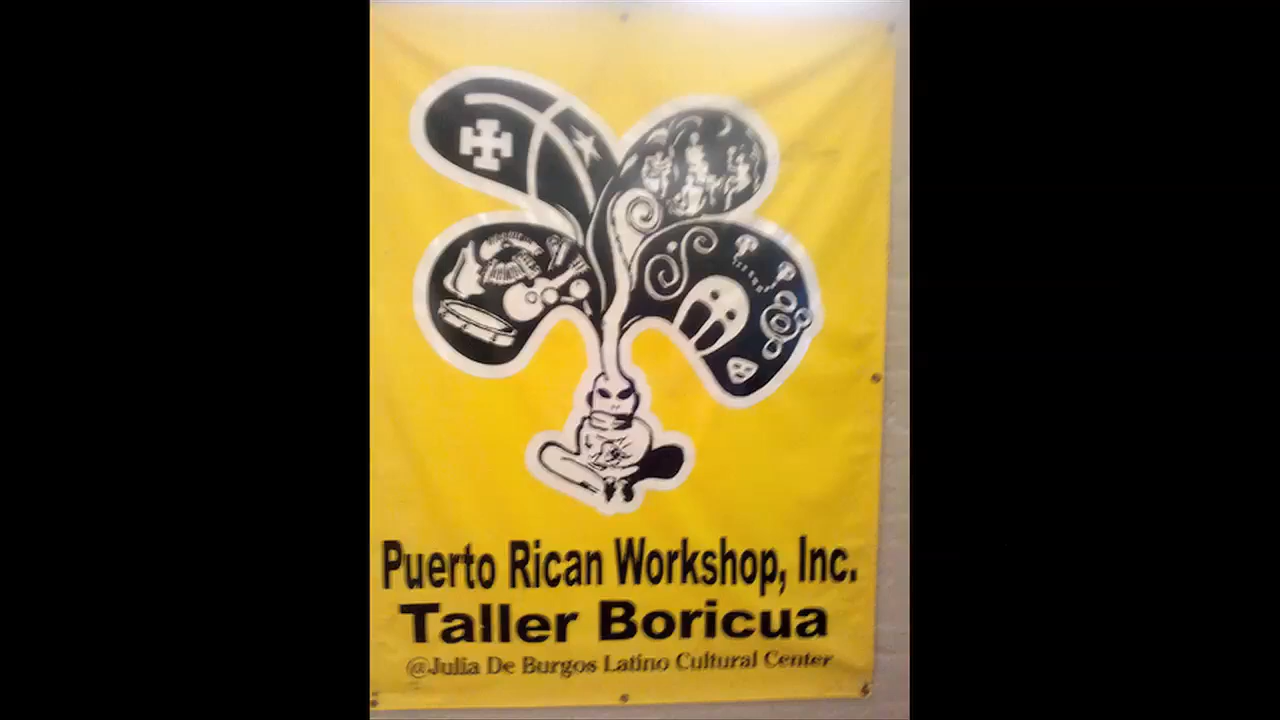 Puerto Rican Workshop, Inc.
Taller Boricua
@Julia De Burgos Latino Cultural Center